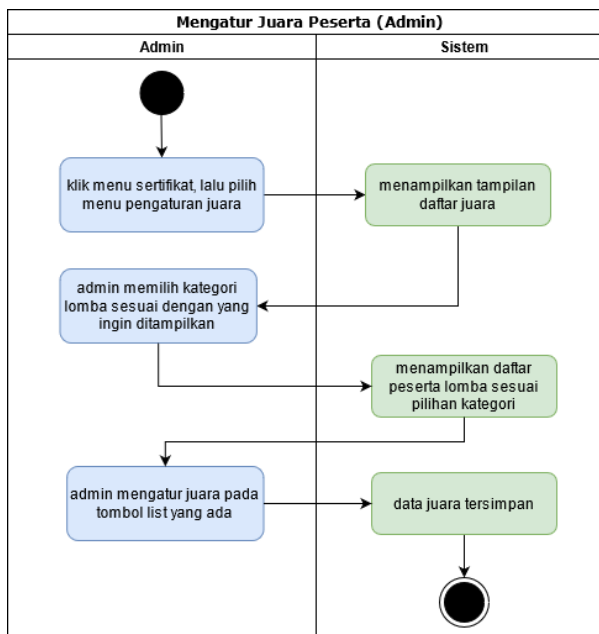 Mengatur Juara Peserta (Admin)
Admin
Sistem
klik menu sertifikat, lalu pilih
menu pengaturan juara
menampilkan tampilan
daftar juara
admin memilih kategori
lomba sesuai dengan yang
ingin ditampilkan
menampilkan daftar
peserta lomba sesuai
pilihan kategori
admin mengatur juara pada
tombol list yang ada
data juara tersimpan